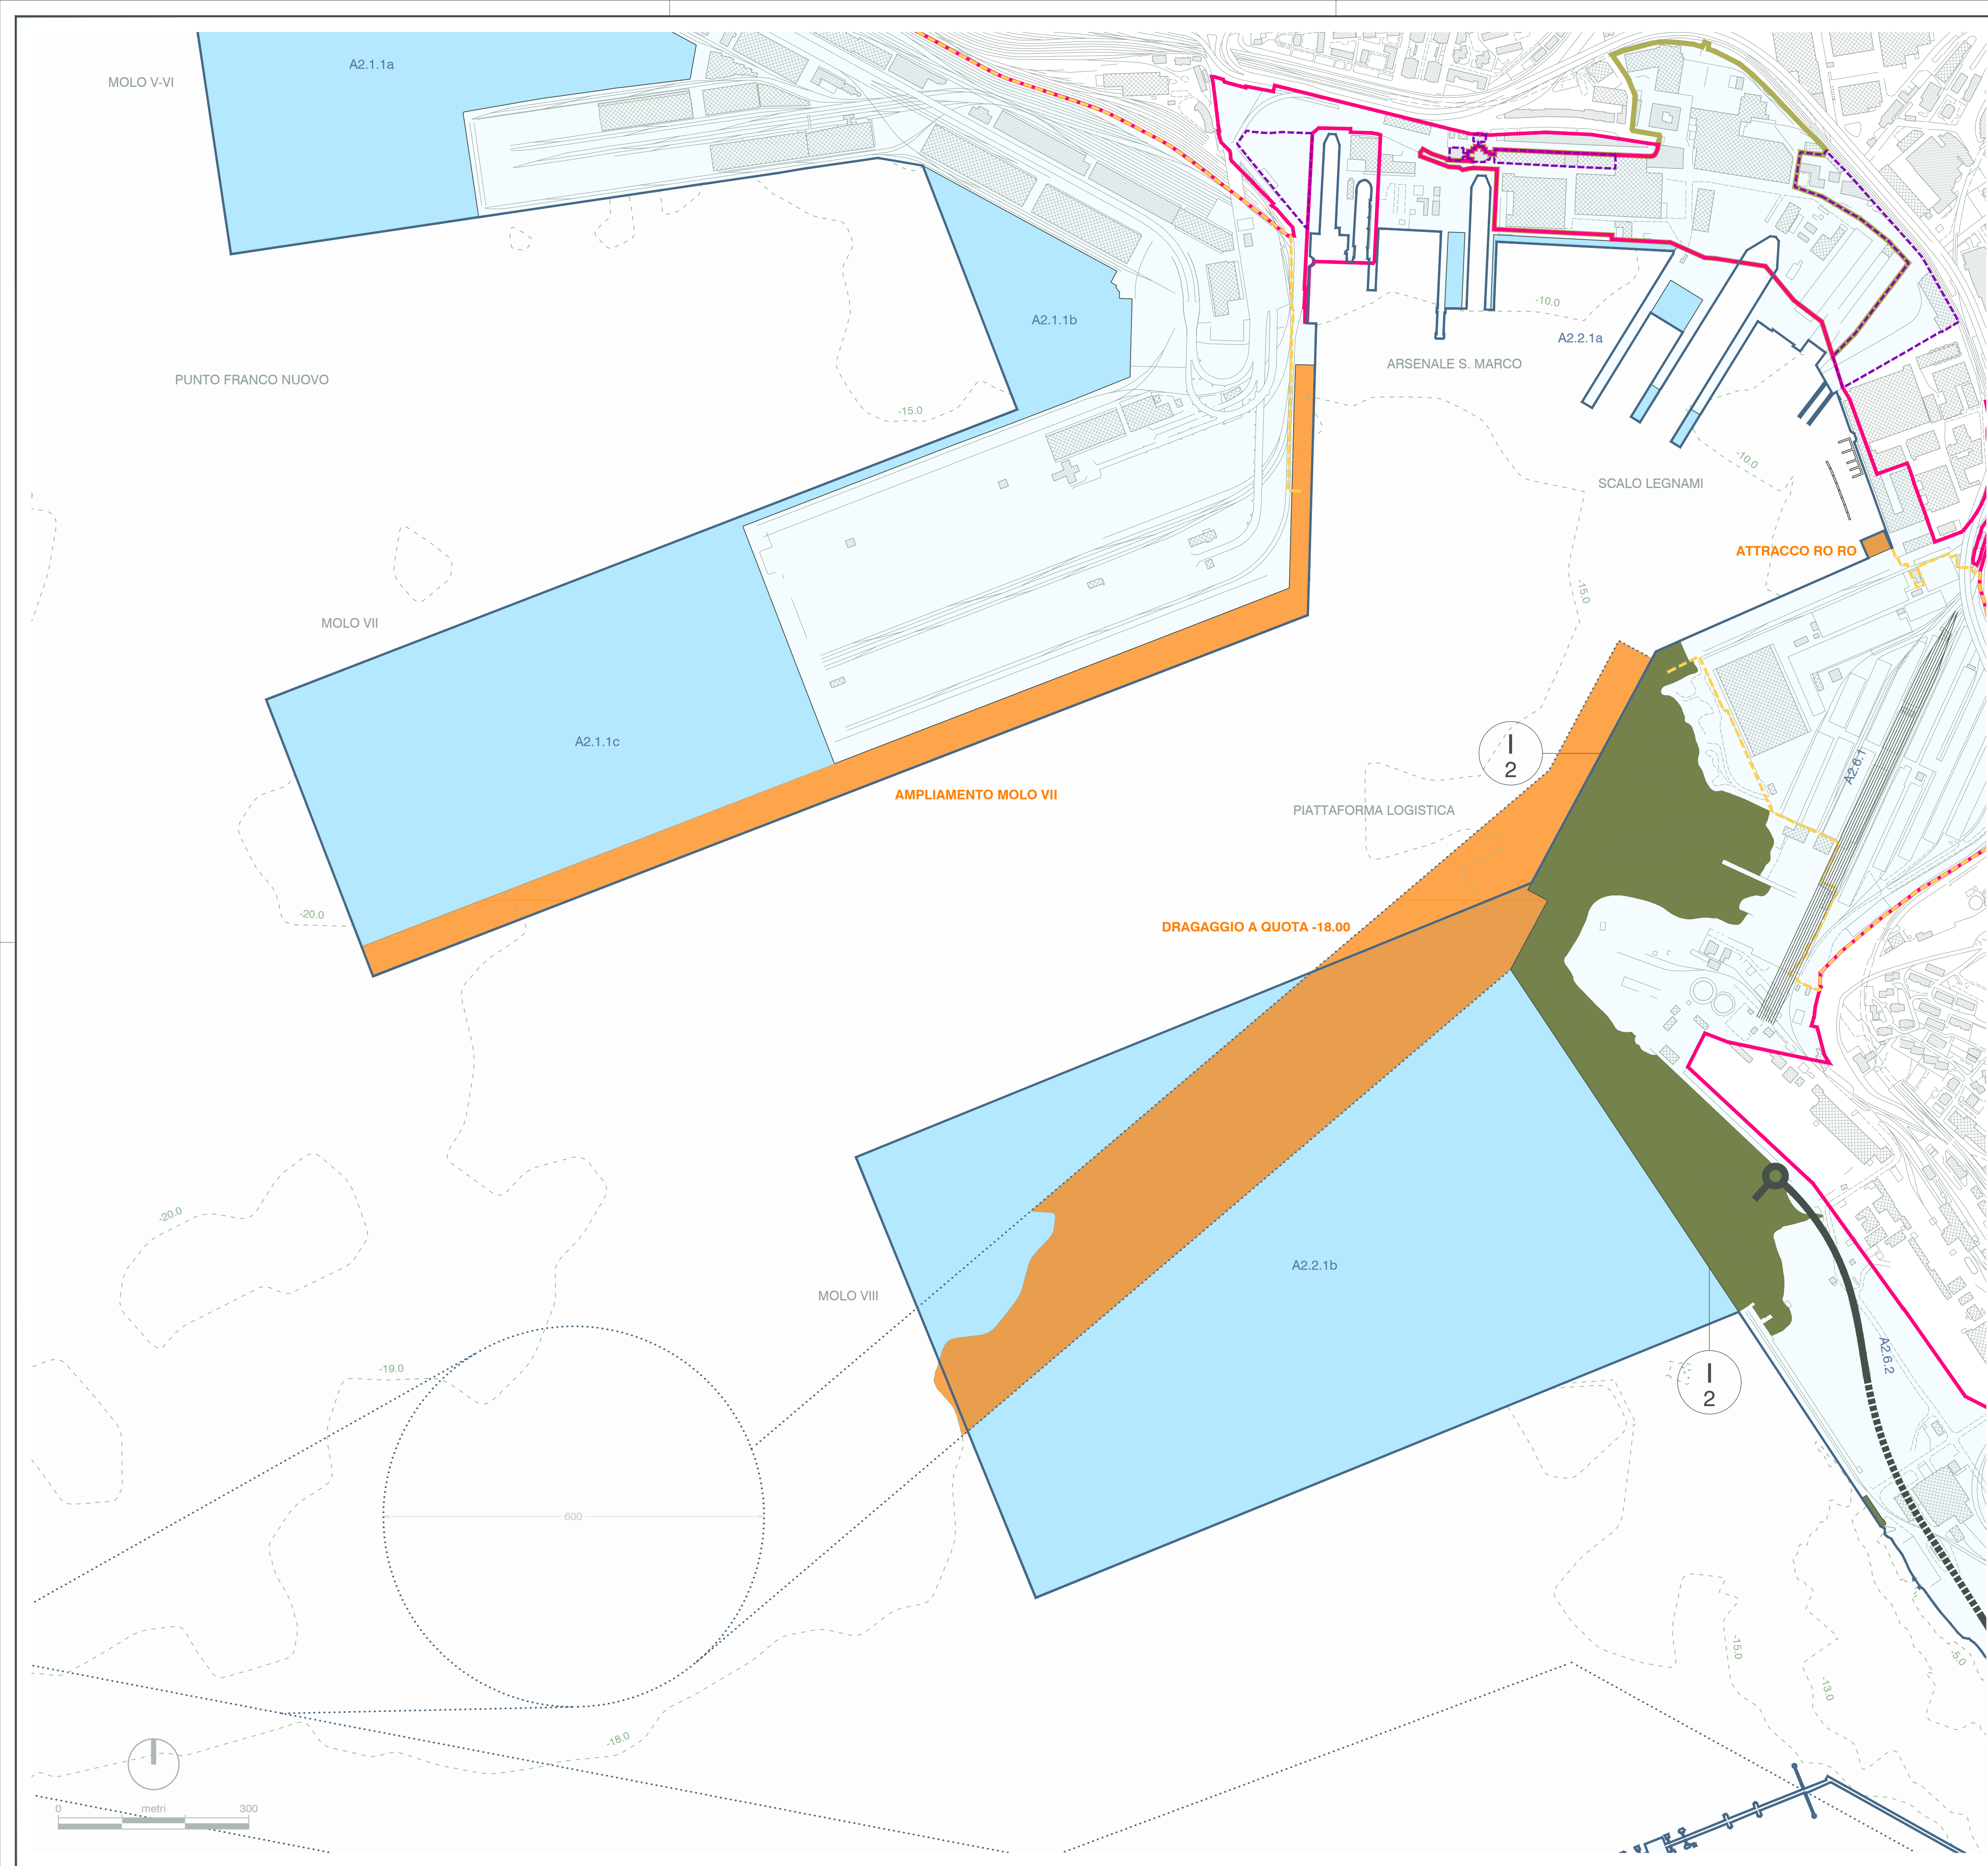 A2.1.1a
MOLO V-VI
-10.0
A2.1.1b
A2.2.1a
ARSENALE S. MARCO
PUNTO FRANCO NUOVO
-15.0
-10.0
SCALO LEGNAMI
ATTRACCO RO RO
-15.0
MOLO VII
A2.1.1c
I
2
A2.6.1
AMPLIAMENTO MOLO VII
PIATTAFORMA LOGISTICA
-20.0
DRAGAGGIO A QUOTA -18.00
-20.0
A2.2.1b
MOLO VIII
-19.0
A2.6.2
I
2
600
-15.0
-5.0
-13.0
-18.0
0 metri 300